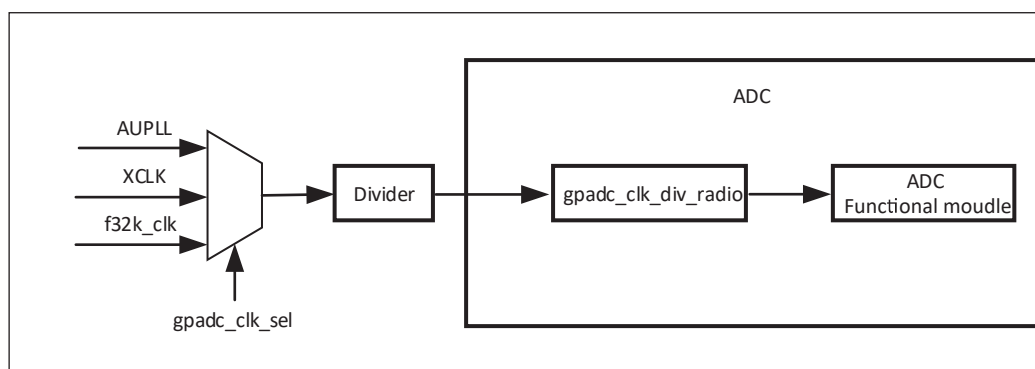 ADC
AUPLL
XCLK
f32k_clk
gpadc_clk_sel
Divider
gpadc_clk_div_radio
ADC
Functional moudle